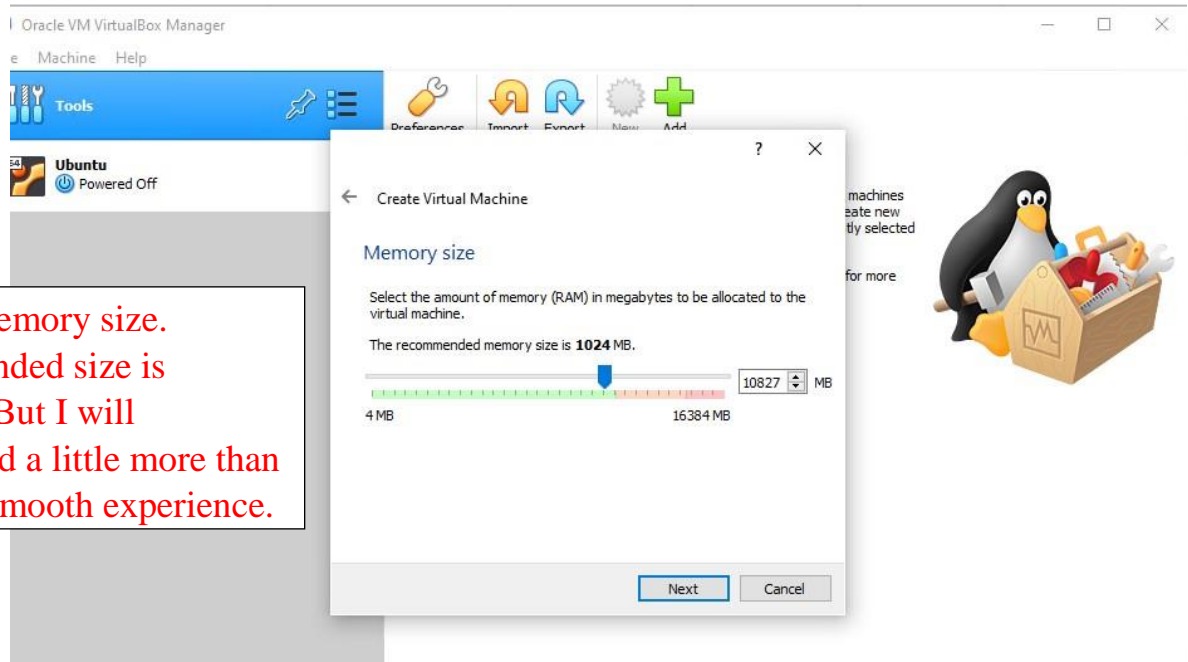 Oracle VM VirtualBox Manager
e Machine Help
Tools
Preferences Import Export New Add
64
Ubuntu
Powered Off
? ×
Create Virtual Machine
machines
eate new
tly selected
Memory size
for more
Select the amount of memory (RAM) in megabytes to be allocated to the
virtual machine.
The recommended memory size is 1024 MB.
10827 MB
4 MB 16384 MB
emory size.
nded size is
But I will
d a little more than
mooth experience.
Next Cancel